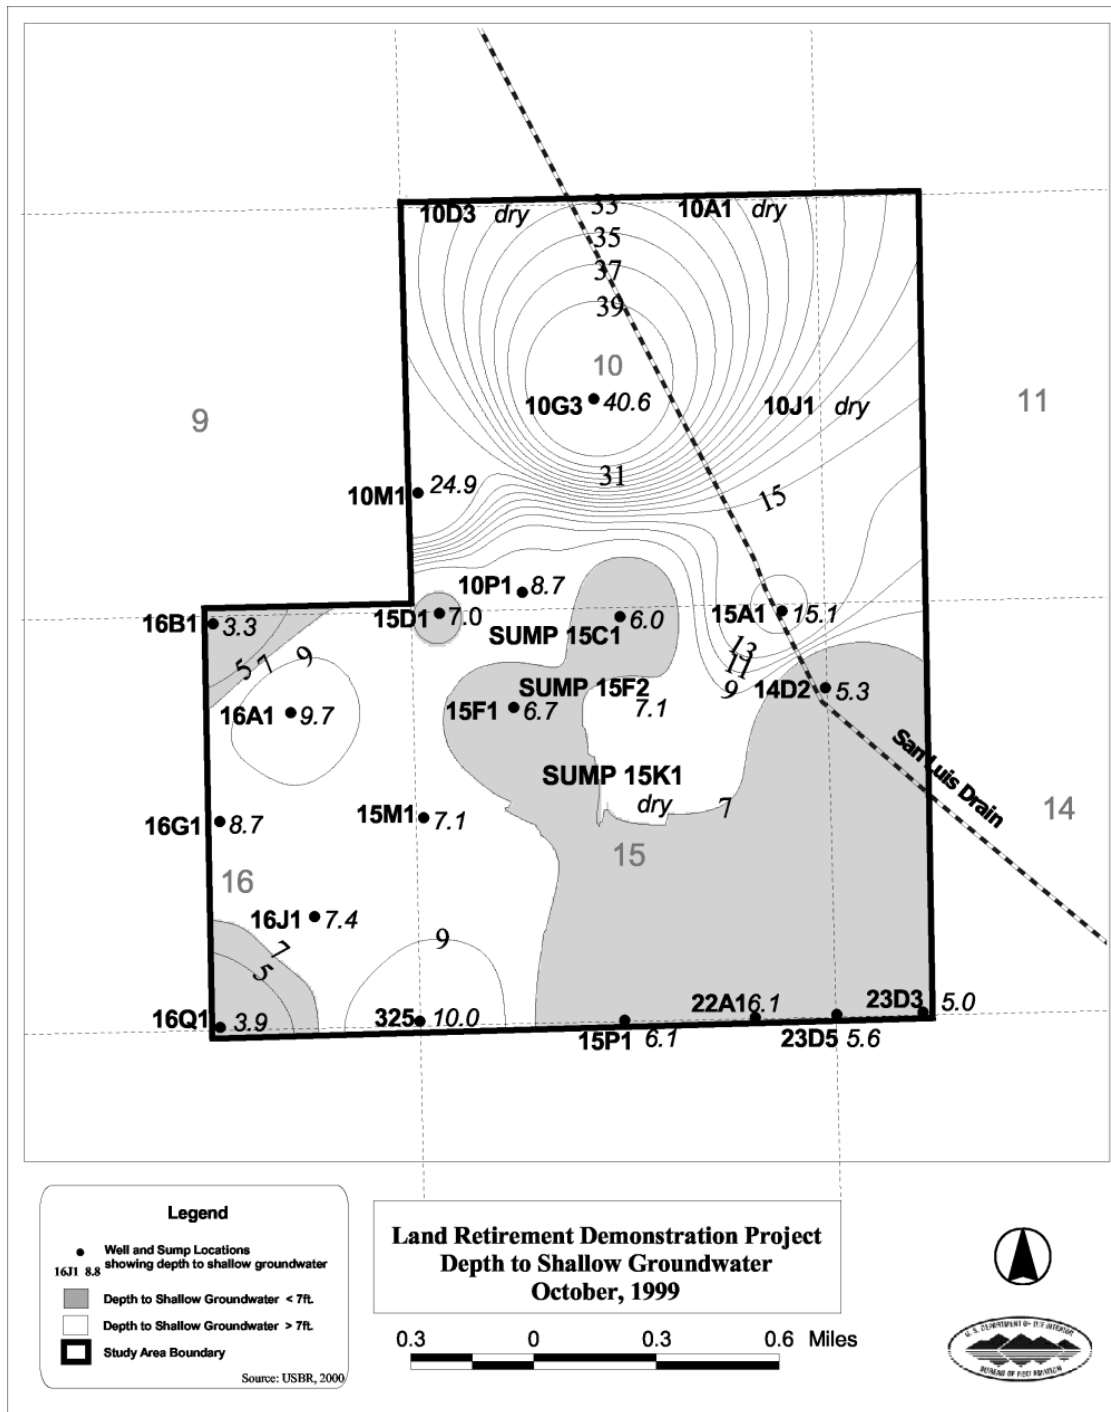 33
10D3 dry
10A1 dry
35
37
39
10
10G3 40.6
10J1 dry
9
11
31
10M1 24.9
15
10P1 8.7
16B1 3.3
15D1 7.0
6.0
15A1 15.1
SUMP 15C1
13
11
5 7 9
9
14D2 5.3
SUMP 15F2
16A1 9.7
15F1 6.7
7.1
San Luis Drain
SUMP 15K1
dry
7
14
16G1 8.7
15M1 7.1
15
16
16J1 7.4
7
9
5
16Q1 3.9
325 10.0
15P1 6.1
22A1 6.1
23D5 5.6
23D3 5.0
Legend
Well and Sump Locations
showing depth to shallow groundwater
16J1 8.8
Depth to Shallow Groundwater < 7ft.
Depth to Shallow Groundwater > 7ft.
Study Area Boundary
Source: USBR, 2000
Land Retirement Demonstration Project
Depth to Shallow Groundwater
October, 1999
0.3 0 0.3 0.6 Miles
U. S. DEPARTMENT OF THE INTERIOR
BUREAU OF RECLAMATION